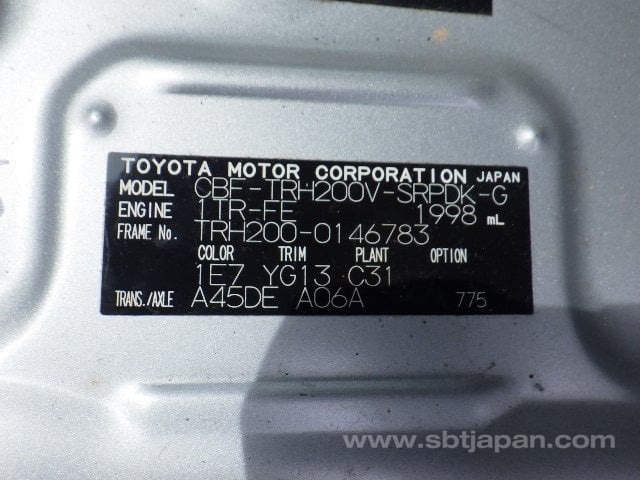 TOYOTA MOTOR CORPORATION JAPAN
MODEL CBF-TRH200V-SRPDK-G
ENGINE 1TR-FE 1998 mL
FRAME No. TRH200-0146783
COLOR TRIM PLANT OPTION
1E7 YG13 C31
TRANS./AXLE A45DE A06A 775
www.sbtjapan.com